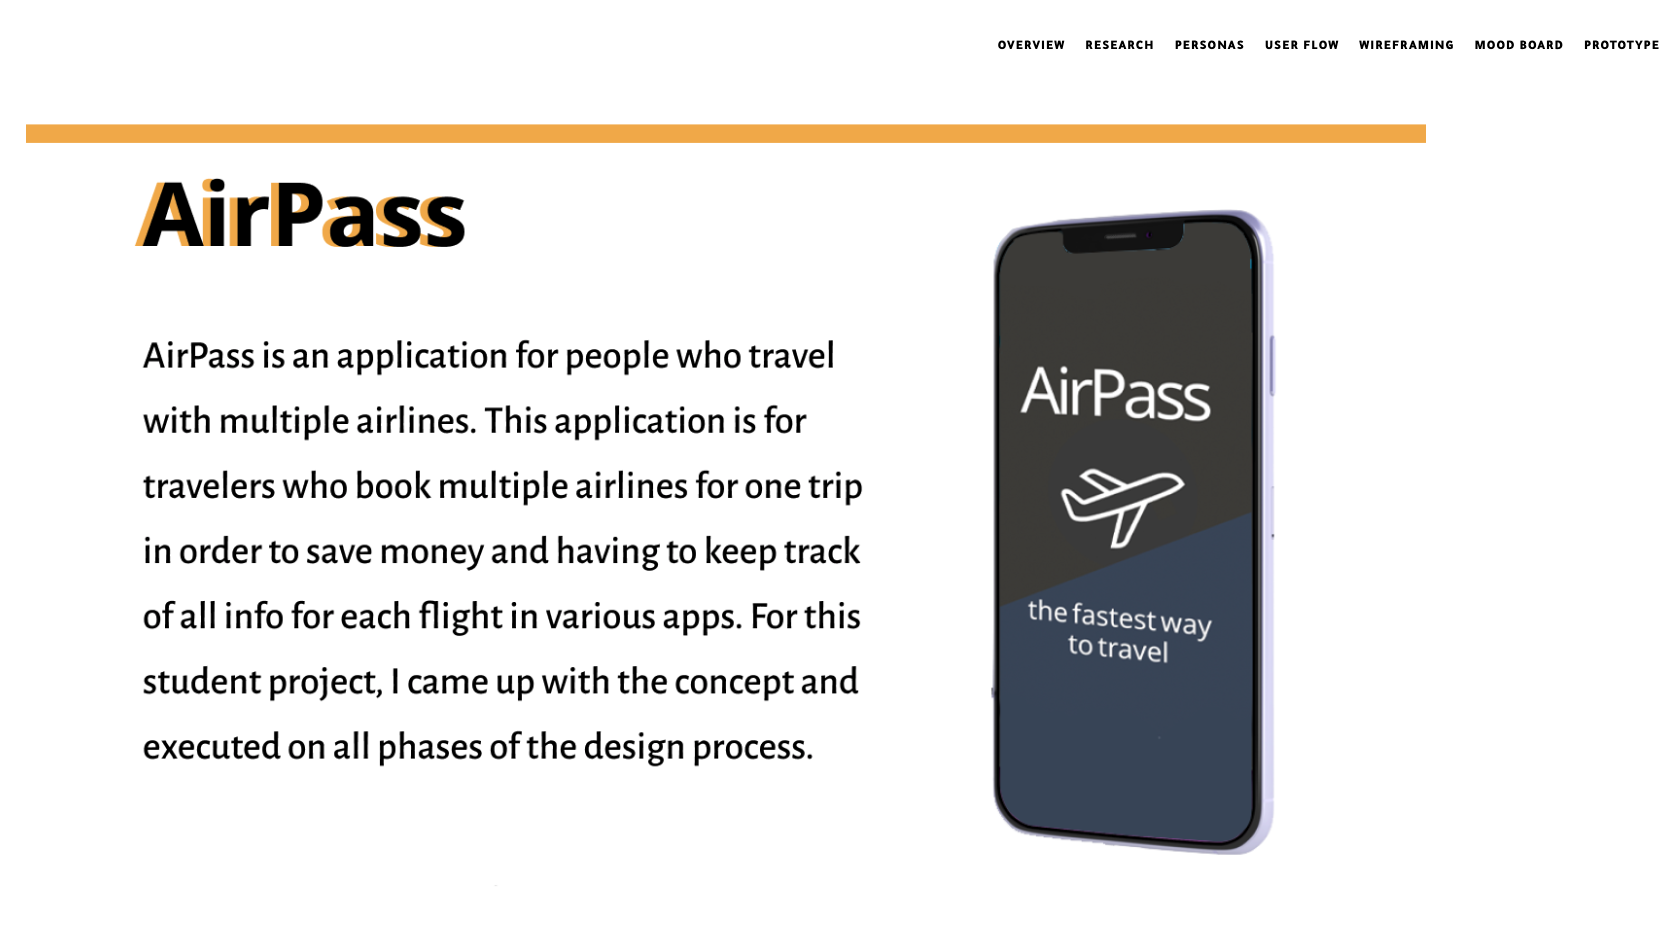 OVERVIEW RESEARCH PERSONAS USER FLOW WIREFRAMING MOOD BOARD PROTOTYPE
AirPass
AirPass is an application for people who travel
with multiple airlines. This application is for
travelers who book multiple airlines for one trip
in order to save money and having to keep track
of all info for each flight in various apps. For this
student project, I came up with the concept and
executed on all phases of the design process.
AirPass
the fastest way
to travel